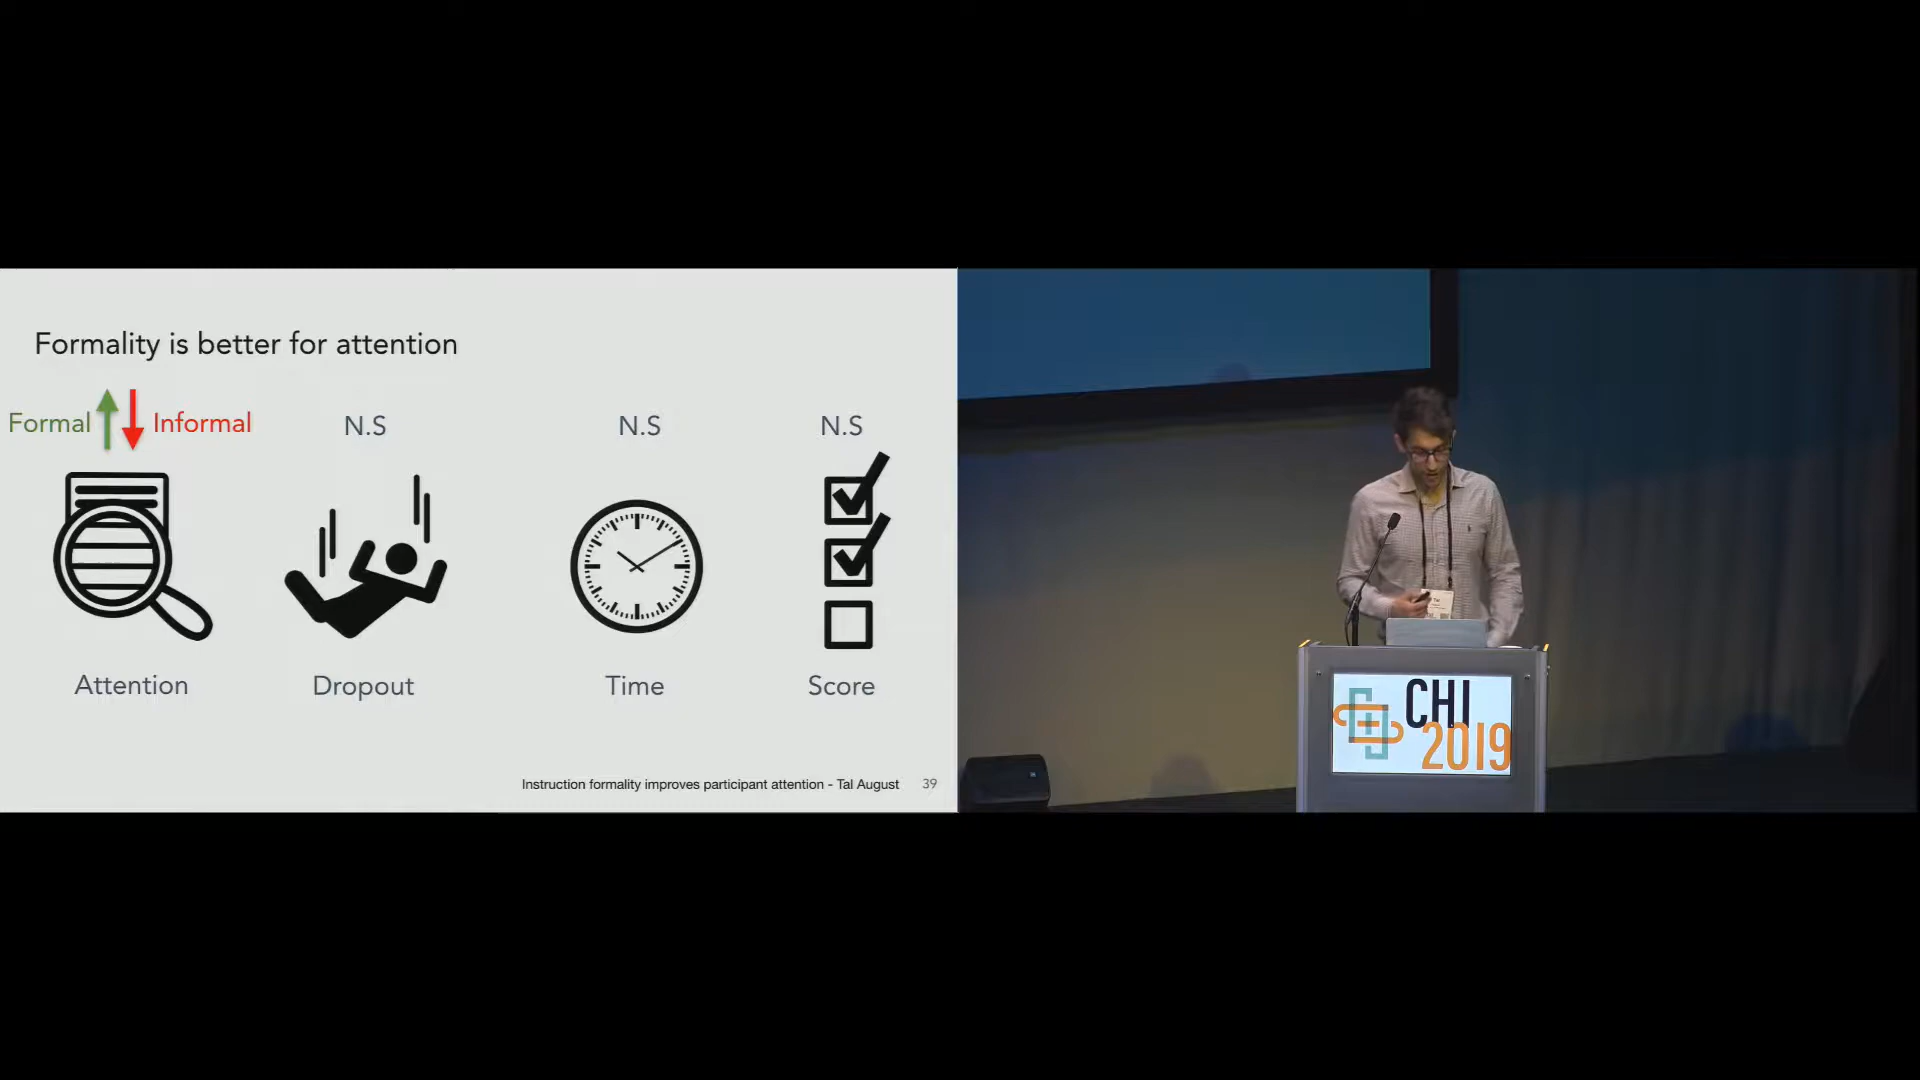 Formality is better for attention
Formal Informal N.S N.S N.S
Attention Dropout Time Score
Instruction formality improves participant attention - Tal August 39
Tal
CHI
2019